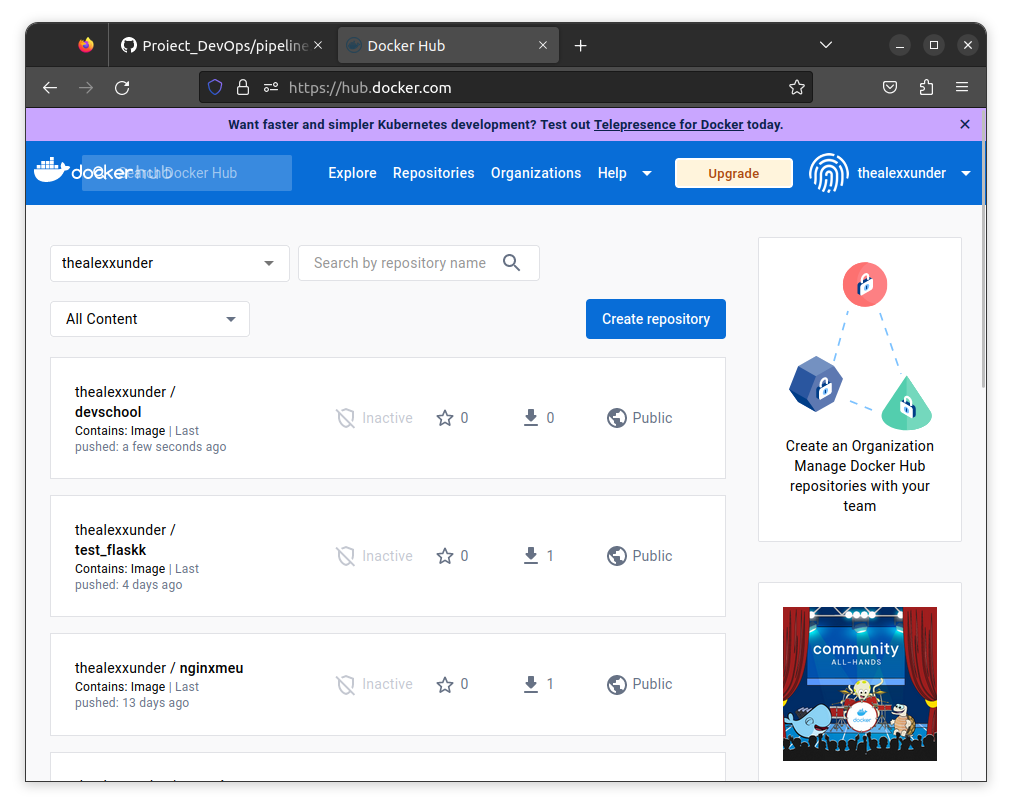 Proiect_DevOps/pipeline
Docker Hub
https://hub.docker.com
Want faster and simpler Kubernetes development? Test out Telepresence for Docker today.
docker hub
Search Docker Hub
Explore
Repositories
Organizations
Help
Upgrade
thealexxunder
thealexxunder
Search by repository name
All Content
Create repository
thealexxunder /
devschool
Contains: Image | Last
pushed: a few seconds ago
Inactive
0
0
Public
thealexxunder /
test_flaskk
Contains: Image | Last
pushed: 4 days ago
Inactive
0
1
Public
thealexxunder / nginxmeu
Contains: Image | Last
pushed: 13 days ago
Inactive
0
1
Public
Create an Organization
Manage Docker Hub
repositories with your
team
community
ALL-HANDS
docker